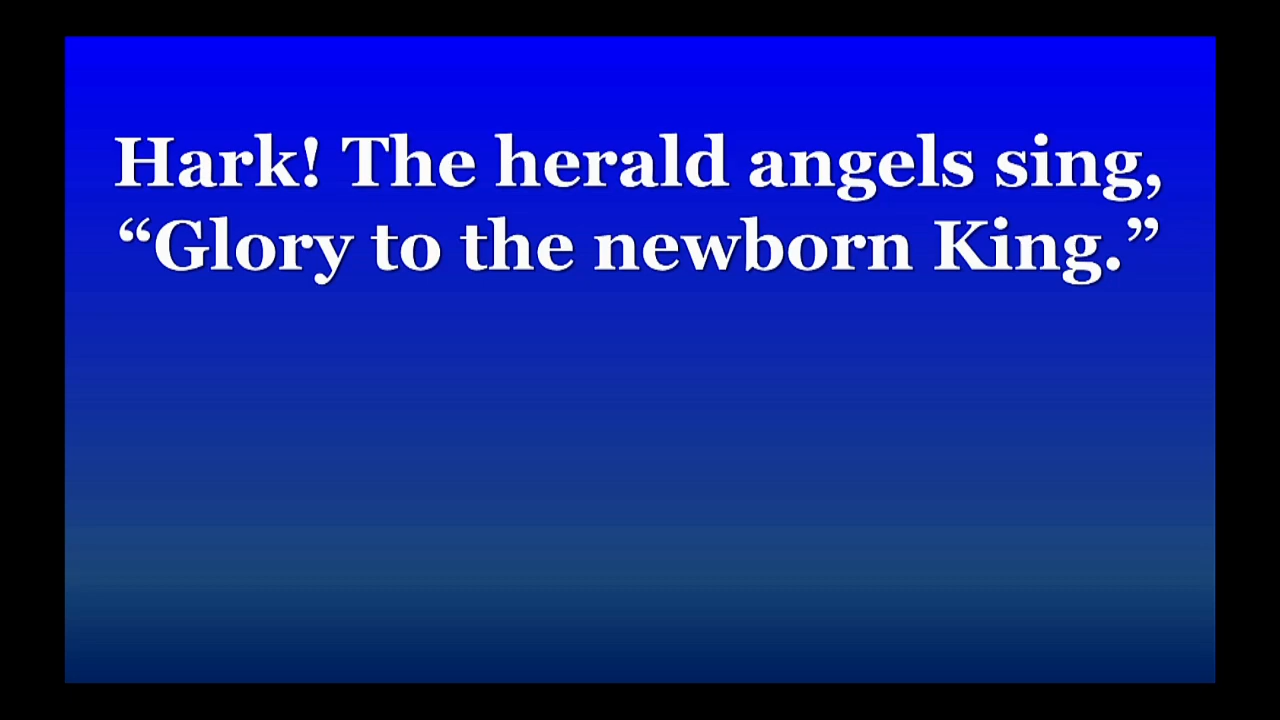 Hark! The herald angels sing,
“Glory to the newborn King.”